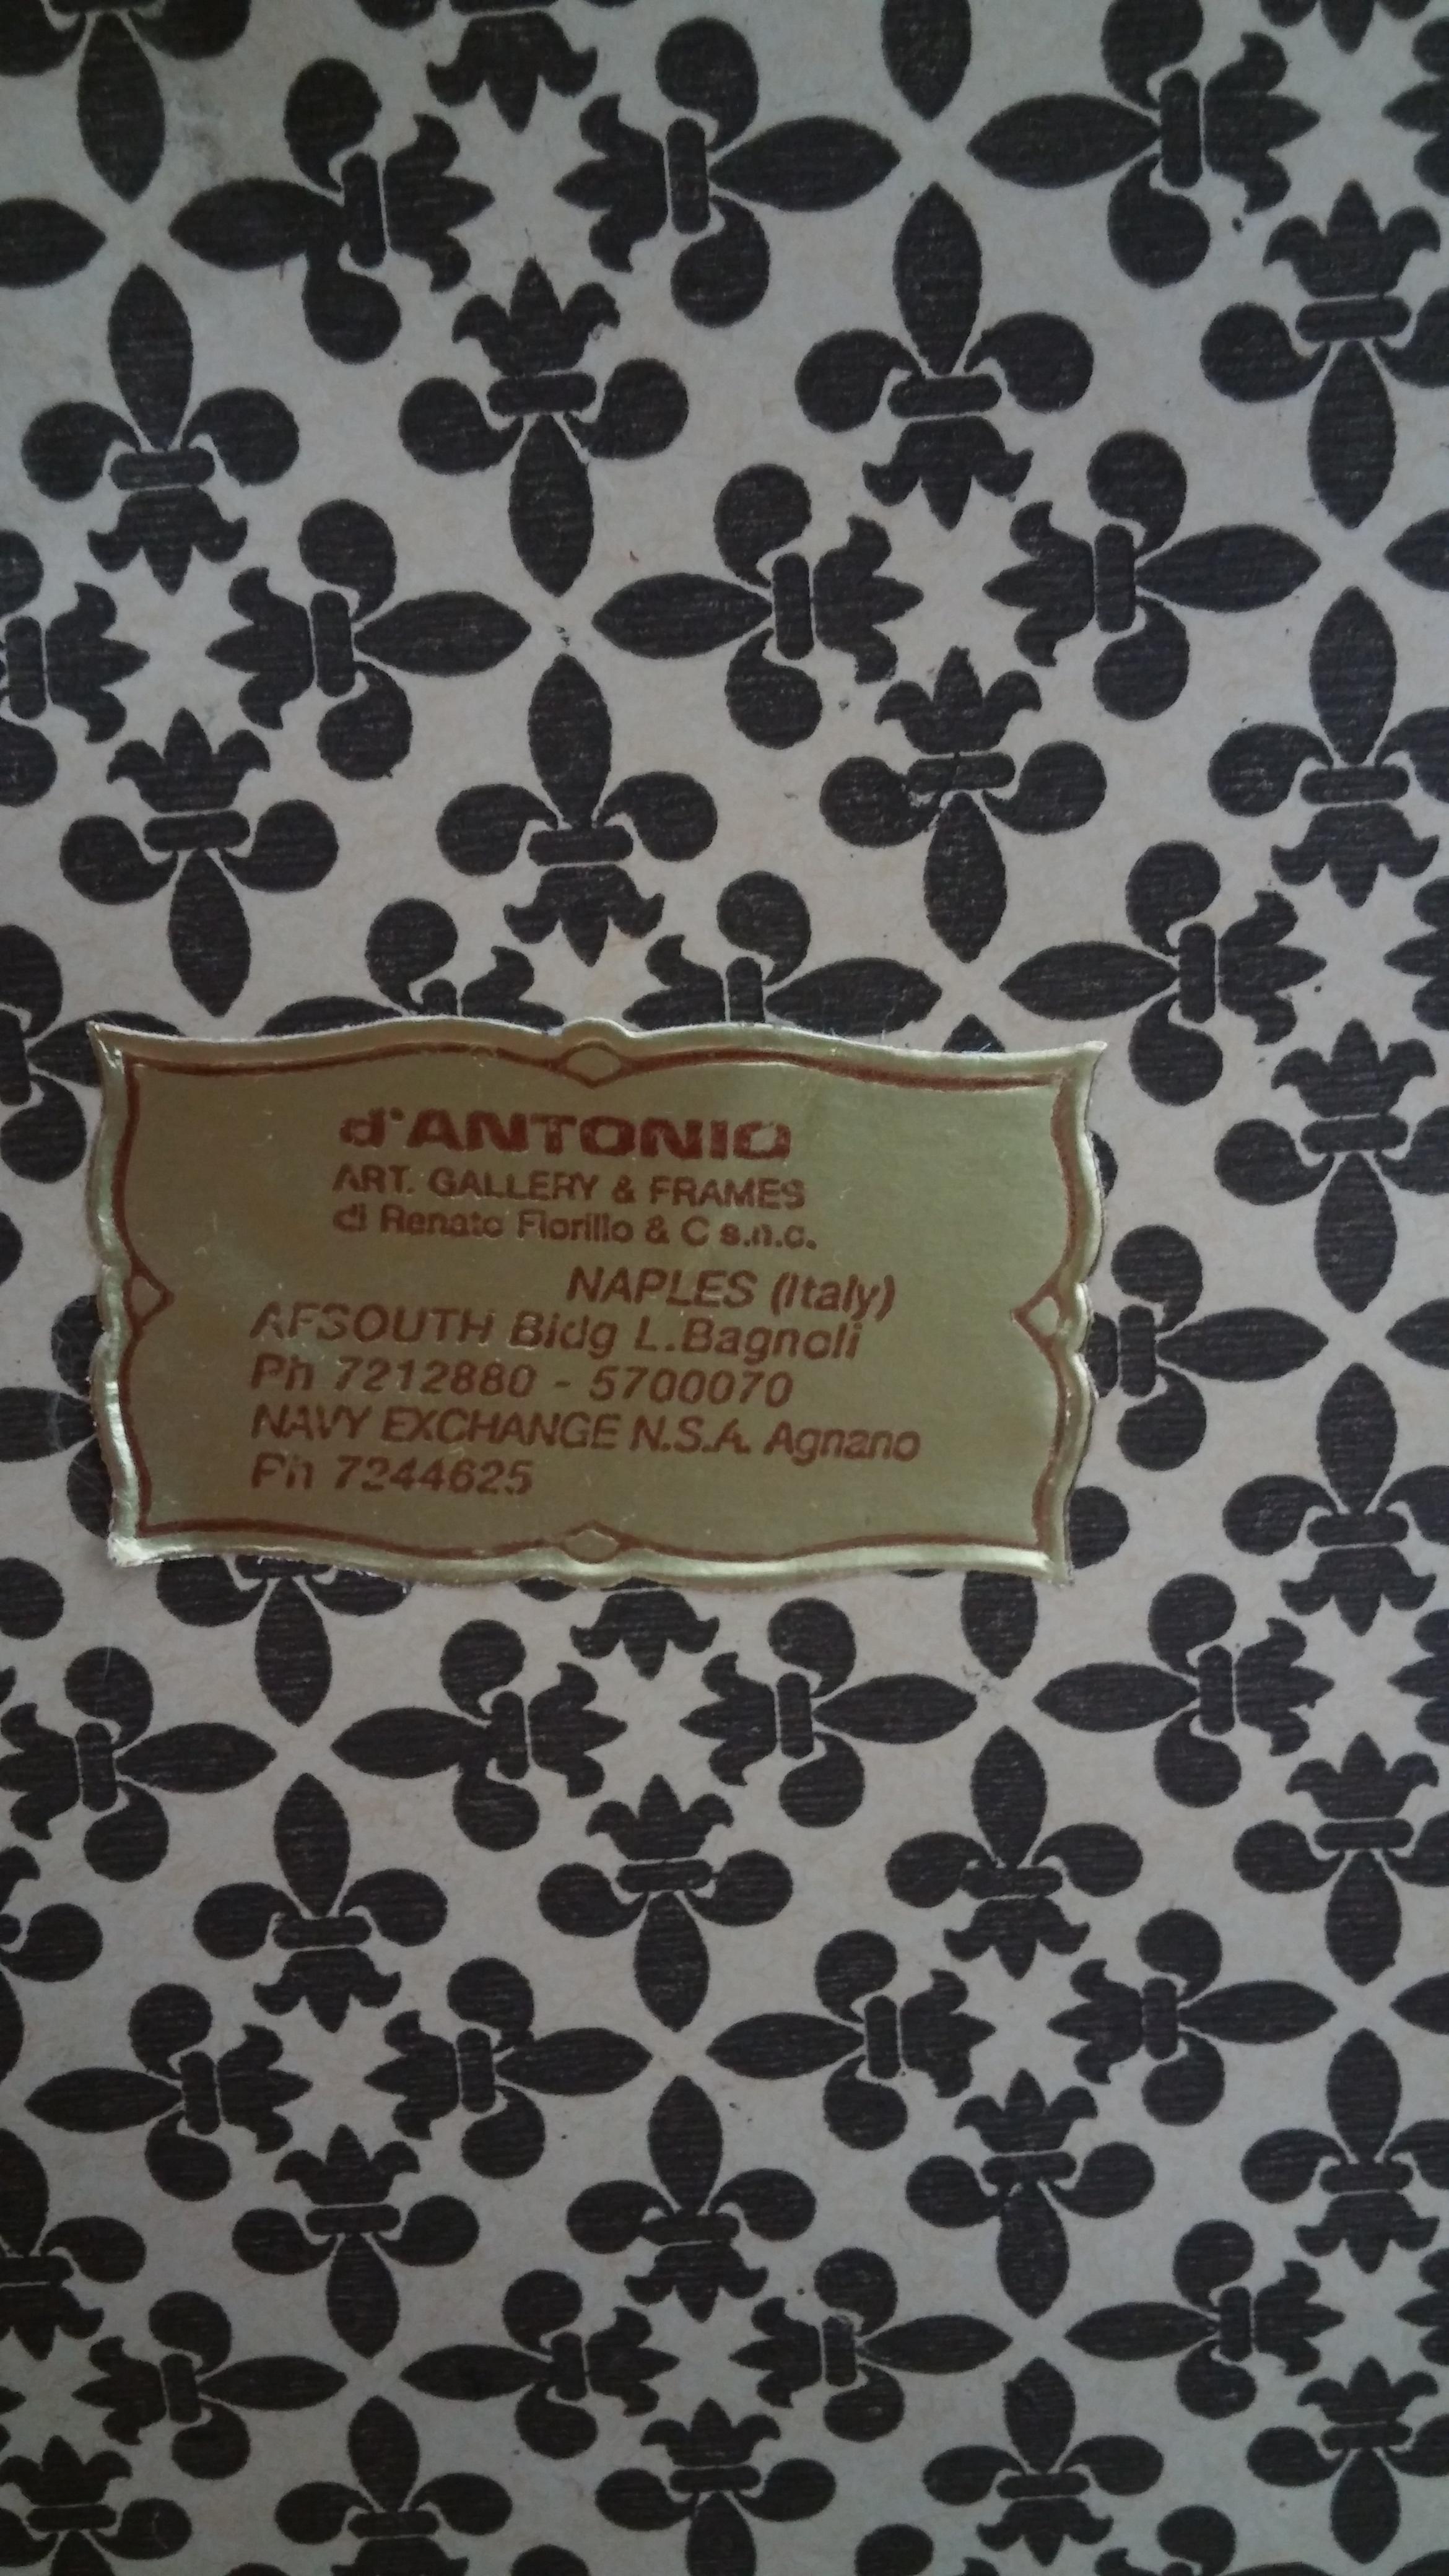 d'ANTONIO
ART. GALLERY & FRAMES
di Renato Fiorillo & C s.n.c.
NAPLES (Italy)
AFSOUTH Bldg L.Bagnoli
Ph 7212880 - 5700070
NAVY EXCHANGE N.S.A. Agnano
Ph 7244625